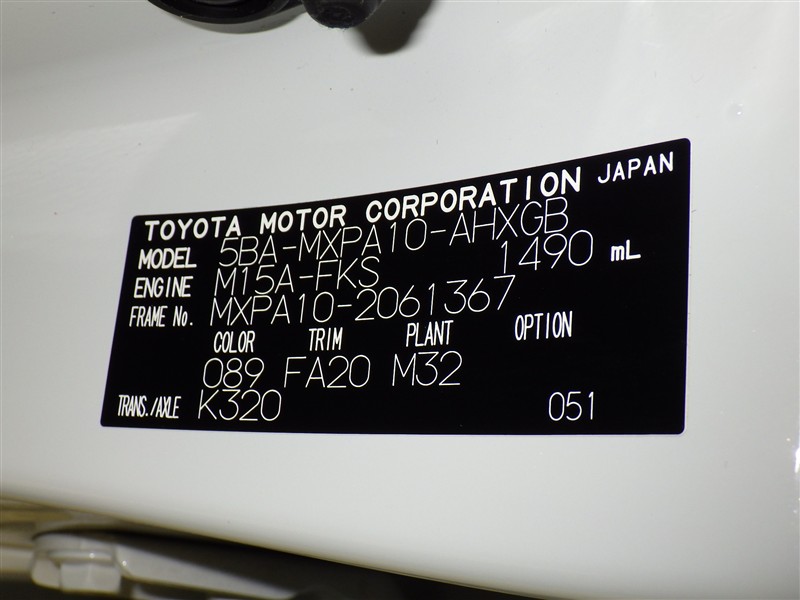 TOYOTA MOTOR CORPORATION JAPAN
MODEL 5BA-MXPA10-AHXGB
ENGINE M15A-FKS 1490 mL
FRAME No. MXPA10-2061367
COLOR TRIM PLANT OPTION
089 FA20 M32
TRANS./AXLE K320 051